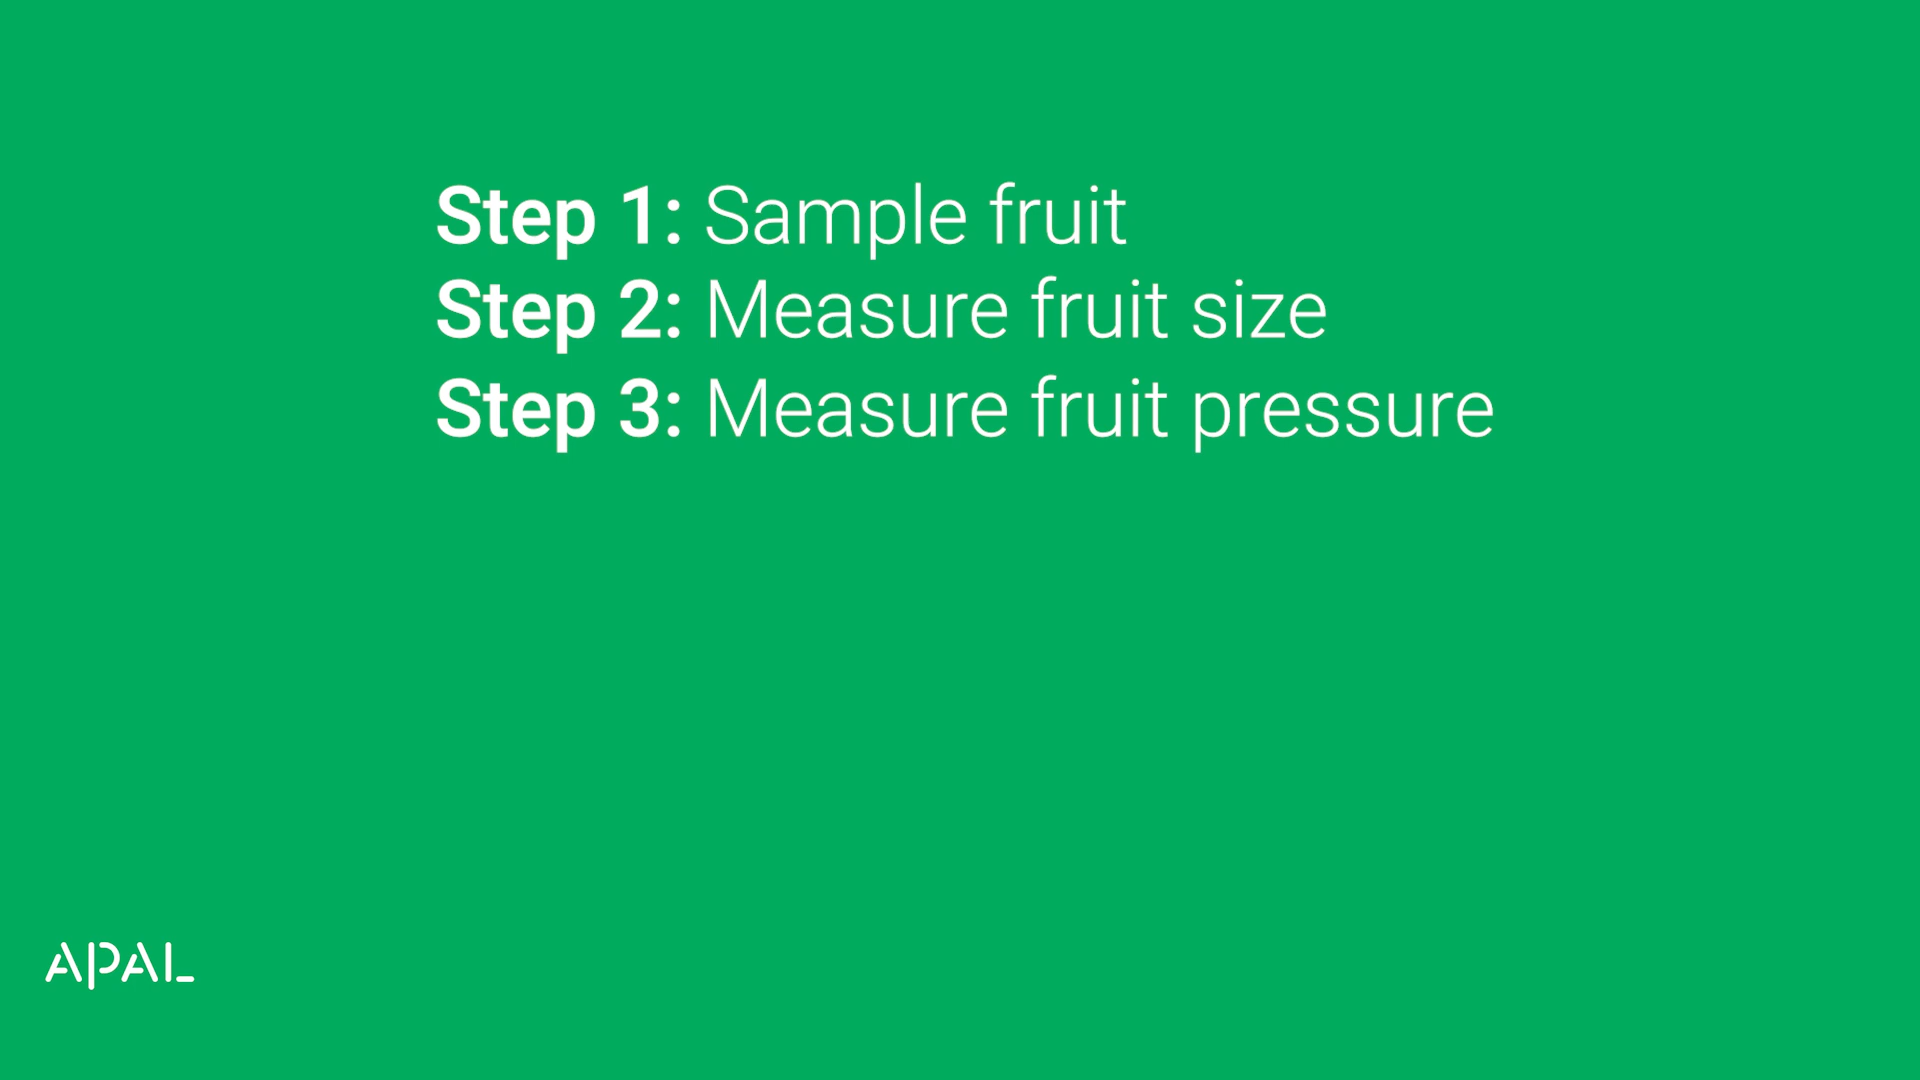 Step 1: Sample fruit
Step 2: Measure fruit size
Step 3: Measure fruit pressure
APAL